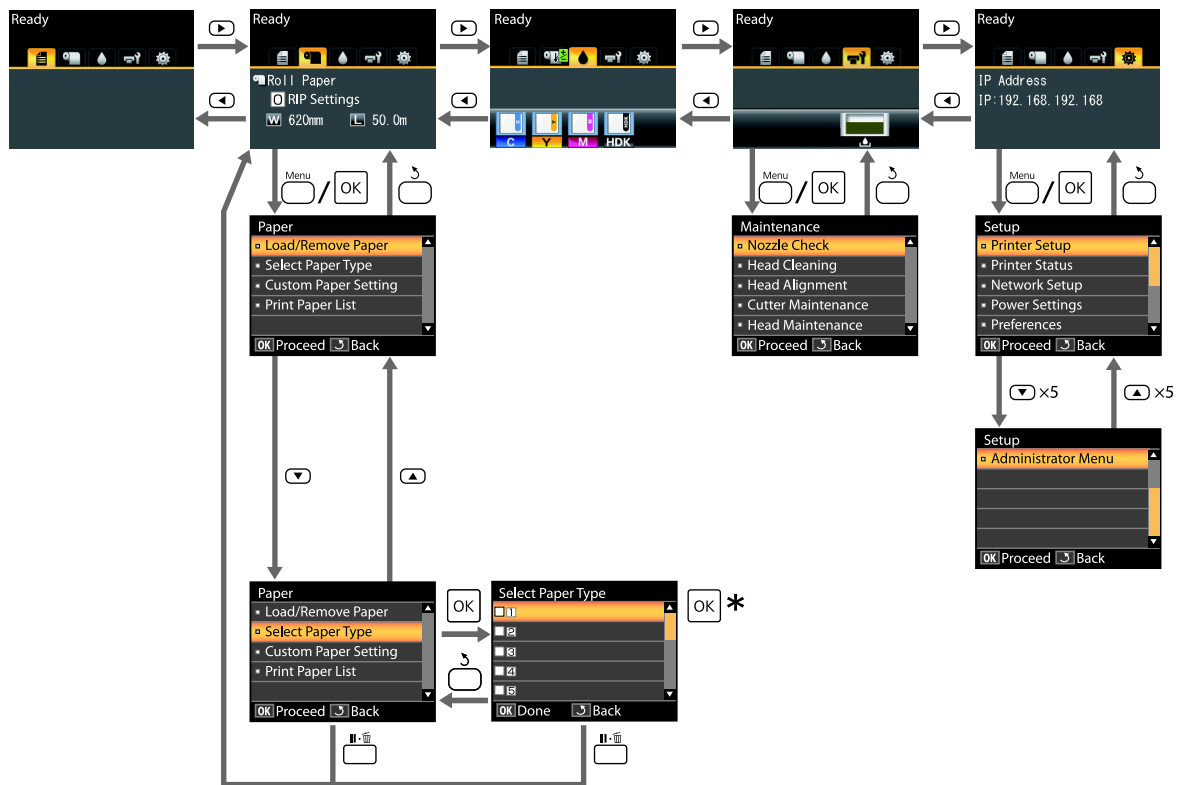 Ready
Ready
Ready
Ready
Ready
Roll Paper
0 RIP Settings
W 620mm L 50.0m
C Y M HDK
IP Address
IP:192.168.192.168
Menu / OK
Menu / OK
Menu / OK
Paper
Load/Remove Paper
Select Paper Type
Custom Paper Setting
Print Paper List
OK Proceed Back
Maintenance
Nozzle Check
Head Cleaning
Head Alignment
Cutter Maintenance
Head Maintenance
OK Proceed Back
Setup
Printer Setup
Printer Status
Network Setup
Power Settings
Preferences
OK Proceed Back
×5
×5
Setup
Administrator Menu
OK Proceed Back
Paper
Load/Remove Paper
Select Paper Type
Custom Paper Setting
Print Paper List
OK Proceed Back
OK
Select Paper Type
1
2
3
4
5
OK Done Back
OK *